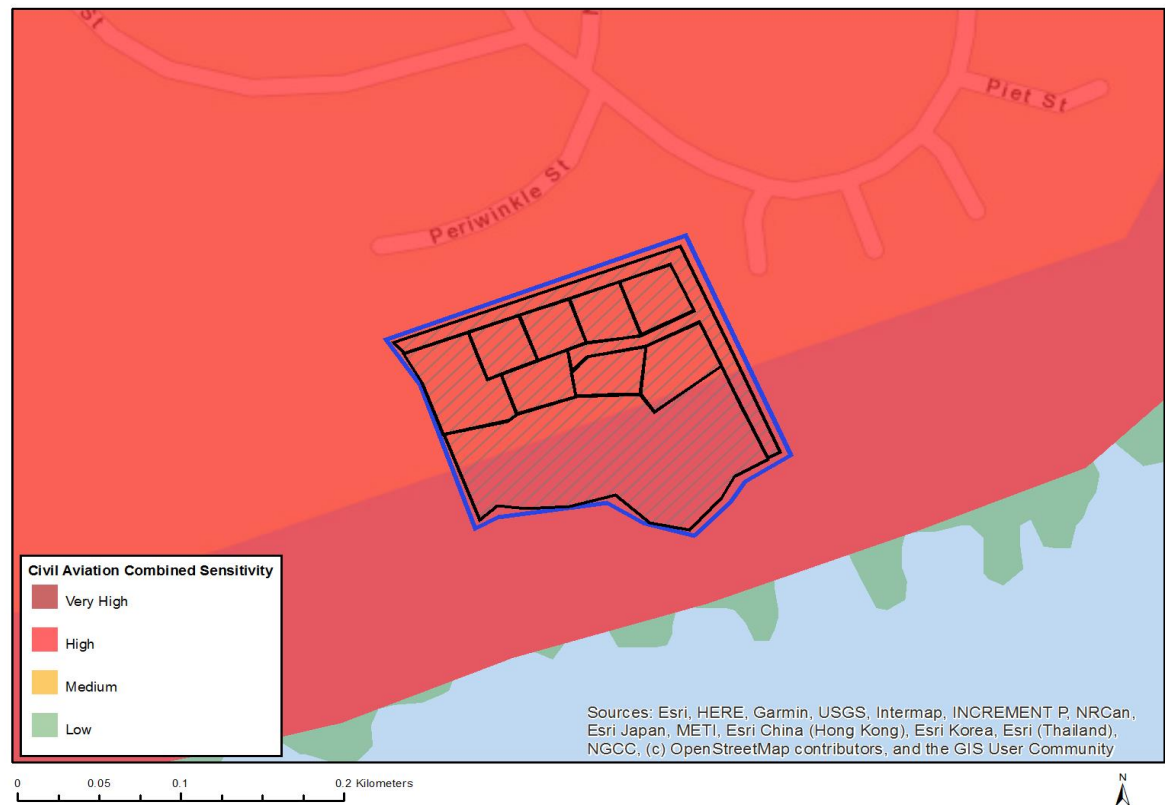 St
Piet St
Periwinkle St
Civil Aviation Combined Sensitivity
Very High
High
Medium
Low
Sources: Esri, HERE, Garmin, USGS, Intermap, INCREMENT P, NRCan,
Esri Japan, METI, Esri China (Hong Kong), Esri Korea, Esri (Thailand),
NGCC, (c) OpenStreetMap contributors, and the GIS User Community
0 0.05 0.1 0.2 Kilometers
N